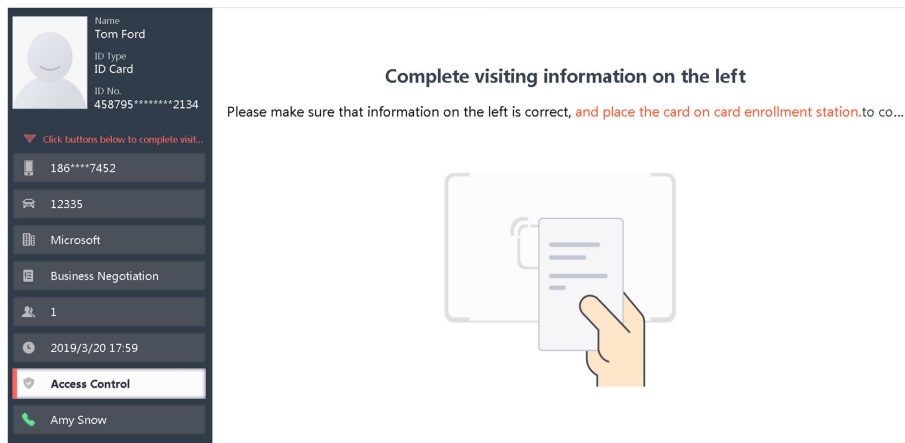 Name
Tom Ford
ID Type
ID Card
ID No.
458795********2134
Click buttons below to complete visit...
186****7452
12335
Microsoft
Business Negotiation
1
2019/3/20 17:59
Access Control
Amy Snow
Complete visiting information on the left
Please make sure that information on the left is correct, and place the card on card enrollment station.to co...